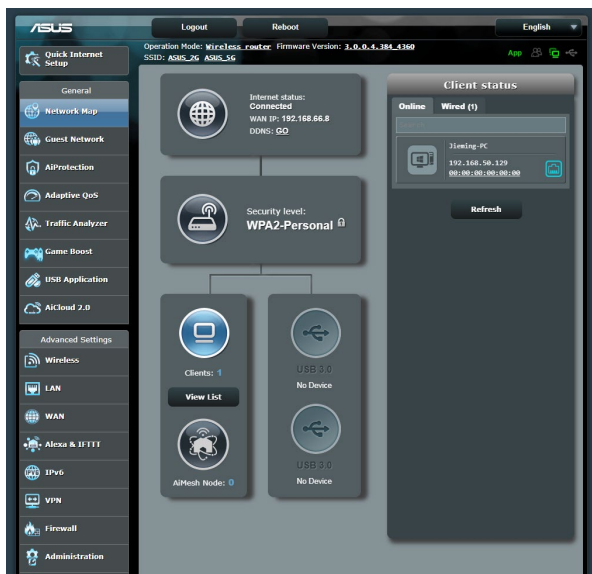 ASUS
Logout
Reboot
English
Operation Mode: Wireless router Firmware Version: 3.0.0.4.384_4360
SSID: ASUS_2G ASUS_5G
App
Quick Internet
Setup
General
Network Map
Guest Network
AiProtection
Adaptive QoS
Traffic Analyzer
Game Boost
USB Application
AiCloud 2.0
Advanced Settings
Wireless
LAN
WAN
Alexa & IFTTT
IPv6
VPN
Firewall
Administration
Internet status:
Connected
WAN IP: 192.168.66.8
DDNS: GO
Security level:
WPA2-Personal
Clients: 1
View List
AiMesh Node: 0
USB 3.0
No Device
USB 3.0
No Device
Client status
Online
Wired (1)
Jieming-PC
192.168.50.129
00:00:00:00:00:00
Refresh